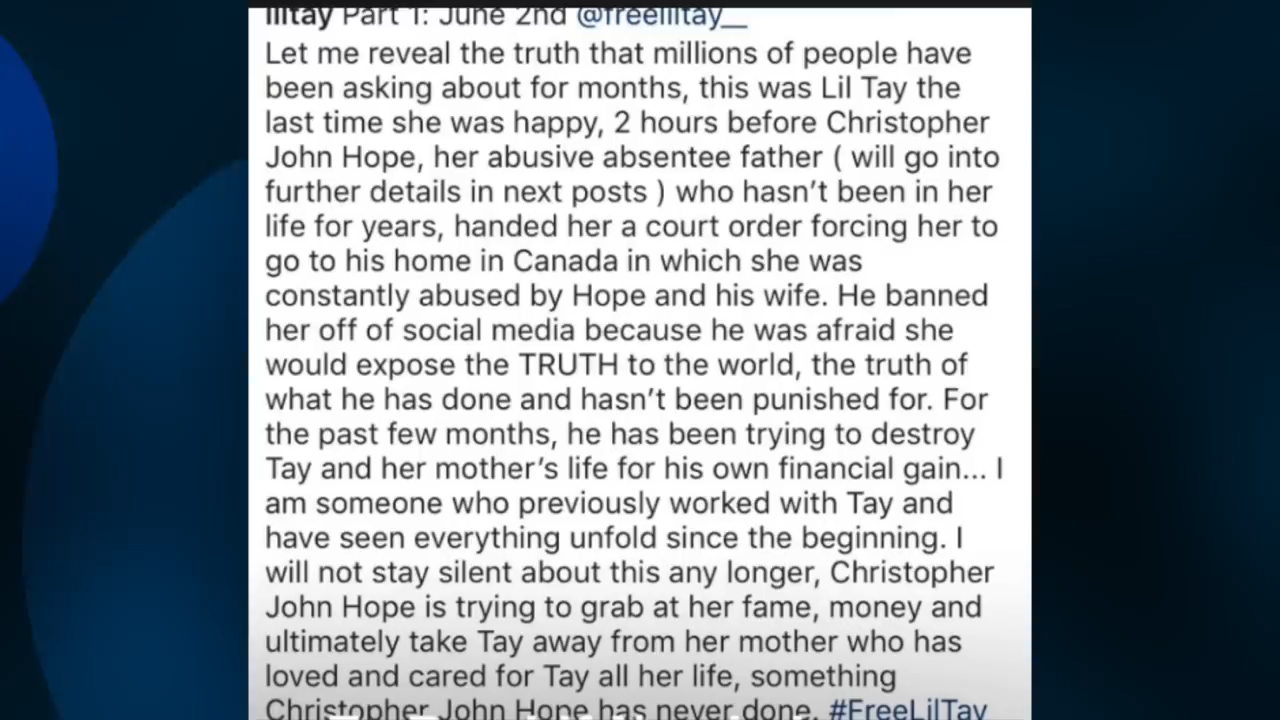 liltay Part 1: June 2nd @freeliltay__
Let me reveal the truth that millions of people have
been asking about for months, this was Lil Tay the
last time she was happy, 2 hours before Christopher
John Hope, her abusive absentee father ( will go into
further details in next posts ) who hasn’t been in her
life for years, handed her a court order forcing her to
go to his home in Canada in which she was
constantly abused by Hope and his wife. He banned
her off of social media because he was afraid she
would expose the TRUTH to the world, the truth of
what he has done and hasn’t been punished for. For
the past few months, he has been trying to destroy
Tay and her mother’s life for his own financial gain... I
am someone who previously worked with Tay and
have seen everything unfold since the beginning. I
will not stay silent about this any longer, Christopher
John Hope is trying to grab at her fame, money and
ultimately take Tay away from her mother who has
loved and cared for Tay all her life, something
Christopher John Hope has never done. #FreeLilTay